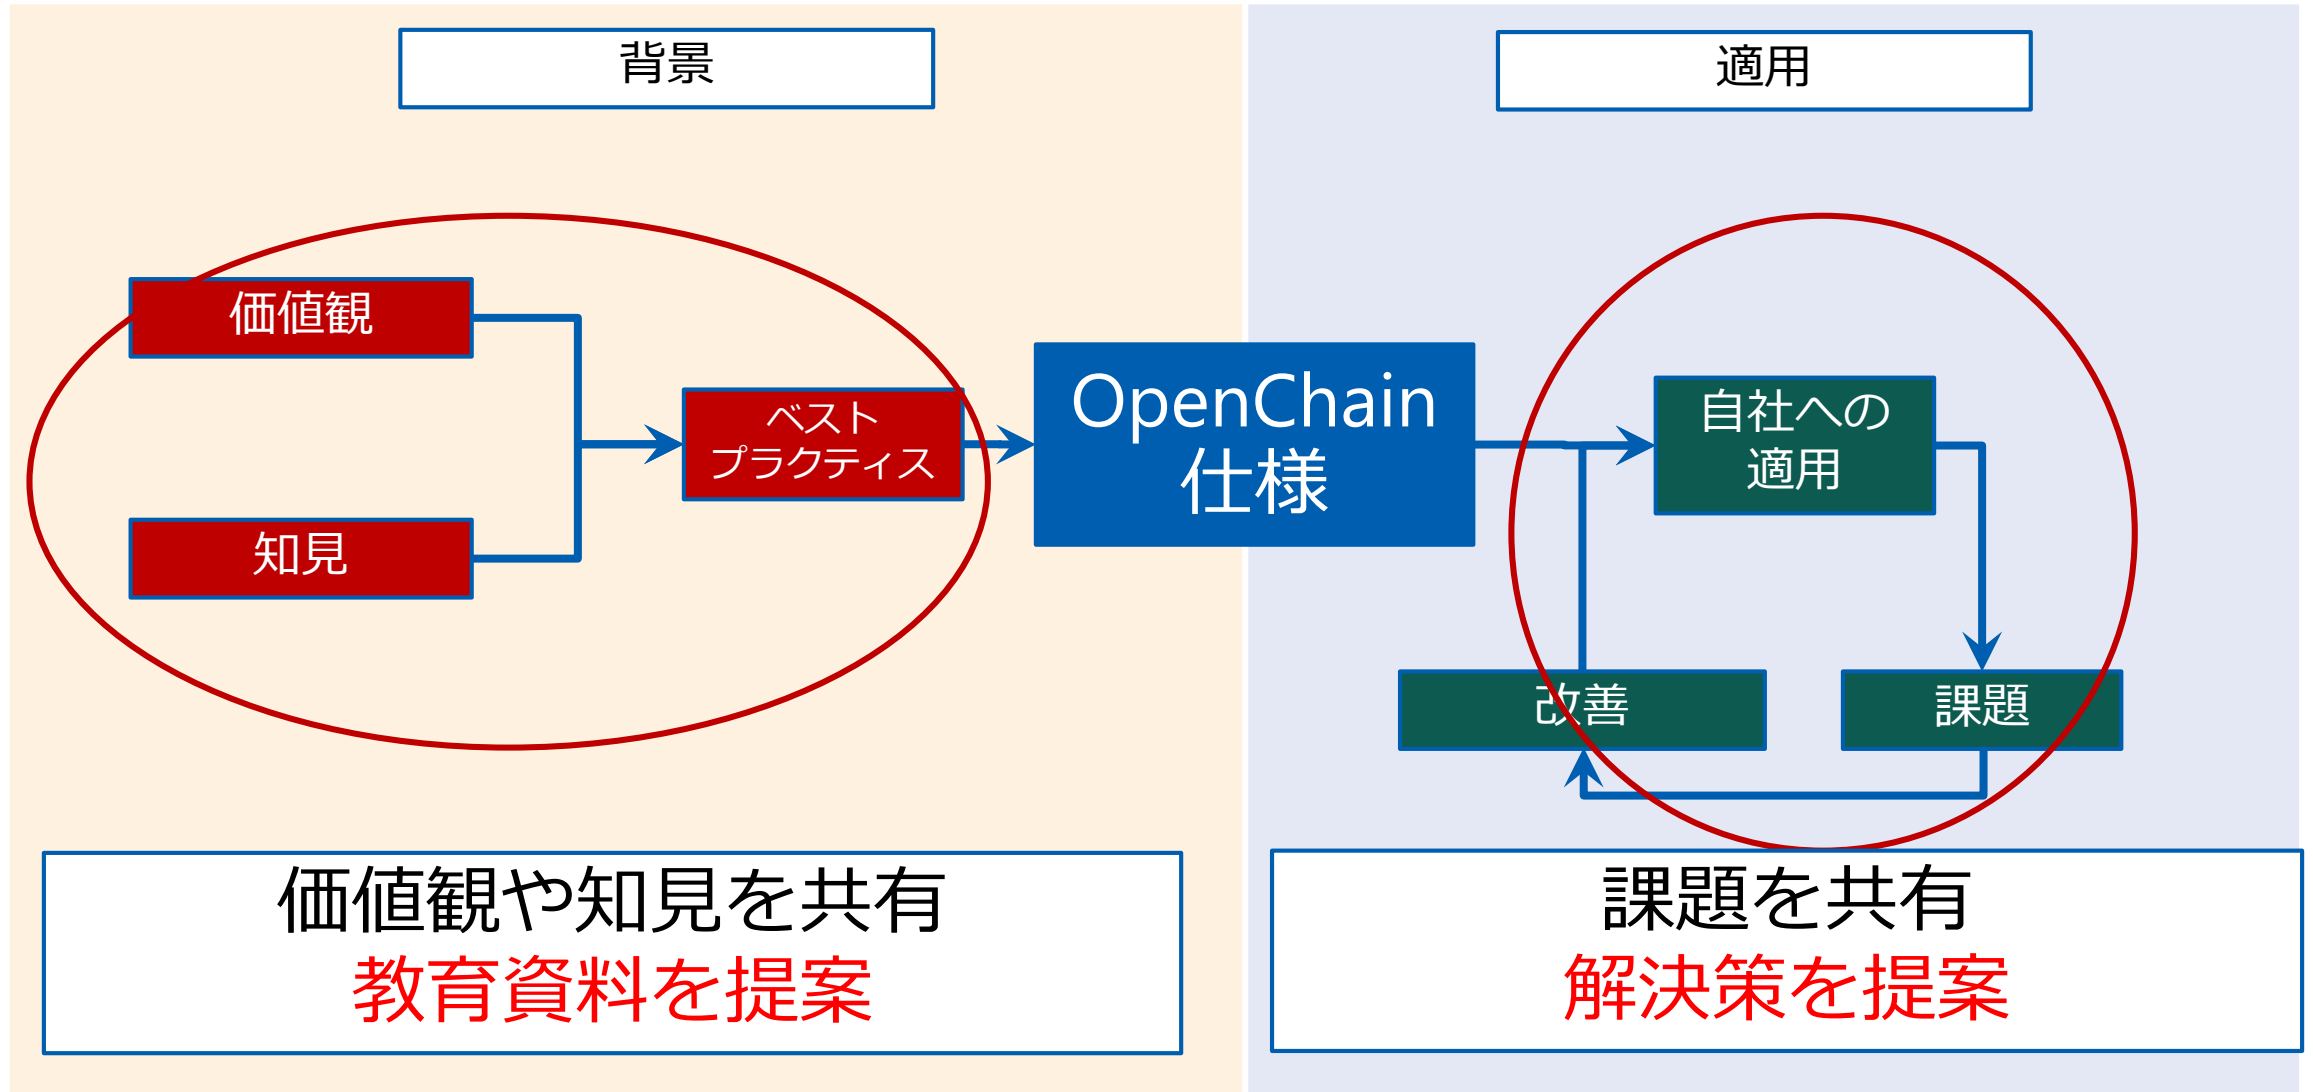 背景
価値観
知見
ベスト
プラクティス
OpenChain
仕様
価値観や知見を共有
教育資料を提案
適用
自社への
適用
改善
課題
課題を共有
解決策を提案